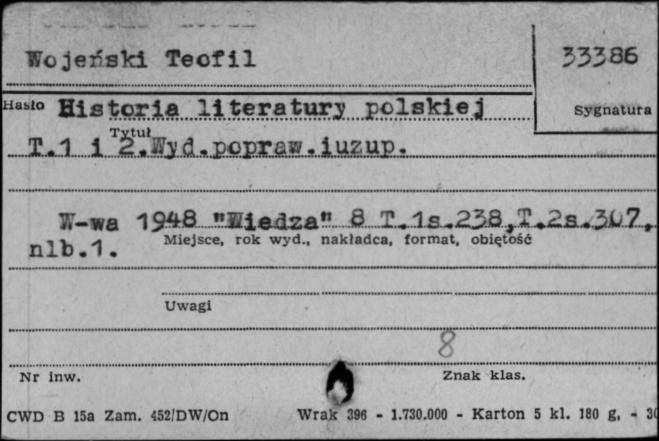 Wojeński Teofil
33386
Hasło Historia literatury polskiej
Sygnatura
Tytuł
T.1 i 2.Wyd.popraw.iuzup.
W-wa 1948 "Wiedza" 8 T.1s.238,T.2s.307,
Miejsce, rok wyd., nakładca, format, objętość
nlb.1.
Uwagi
8
Nr inw.
Znak klas.
CWD B 15a Zam. 452/DW/On Wrak 396 - 1.730.000 - Karton 5 kl. 180 g. - 30